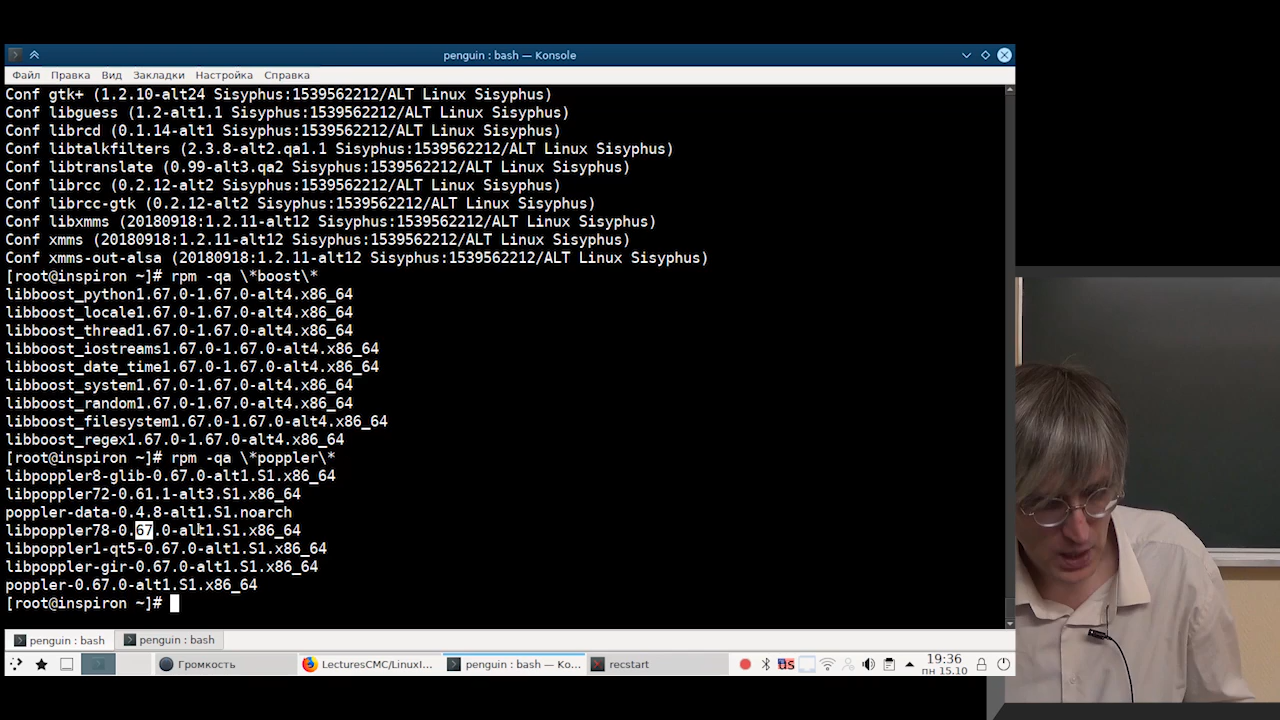 penguin : bash — Konsole
Файл Правка Вид Закладки Настройка Справка
Conf gtk+ (1.2.10-alt24 Sisyphus:1539562212/ALT Linux Sisyphus)
Conf libguess (1.2-alt1.1 Sisyphus:1539562212/ALT Linux Sisyphus)
Conf librcd (0.1.14-alt1 Sisyphus:1539562212/ALT Linux Sisyphus)
Conf libtalkfilters (2.3.8-alt2.qa1.1 Sisyphus:1539562212/ALT Linux Sisyphus)
Conf libtranslate (0.99-alt3.qa2 Sisyphus:1539562212/ALT Linux Sisyphus)
Conf librcc (0.2.12-alt2 Sisyphus:1539562212/ALT Linux Sisyphus)
Conf librcc-gtk (0.2.12-alt2 Sisyphus:1539562212/ALT Linux Sisyphus)
Conf libxmms (20180918:1.2.11-alt12 Sisyphus:1539562212/ALT Linux Sisyphus)
Conf xmms (20180918:1.2.11-alt12 Sisyphus:1539562212/ALT Linux Sisyphus)
Conf xmms-out-alsa (20180918:1.2.11-alt12 Sisyphus:1539562212/ALT Linux Sisyphus)
[root@inspiron ~]# rpm -qa \*boost\*
libboost_python1.67.0-1.67.0-alt4.x86_64
libboost_locale1.67.0-1.67.0-alt4.x86_64
libboost_thread1.67.0-1.67.0-alt4.x86_64
libboost_iostreams1.67.0-1.67.0-alt4.x86_64
libboost_date_time1.67.0-1.67.0-alt4.x86_64
libboost_system1.67.0-1.67.0-alt4.x86_64
libboost_random1.67.0-1.67.0-alt4.x86_64
libboost_filesystem1.67.0-1.67.0-alt4.x86_64
libboost_regex1.67.0-1.67.0-alt4.x86_64
[root@inspiron ~]# rpm -qa \*poppler\*
libpoppler8-glib-0.67.0-alt1.S1.x86_64
libpoppler72-0.61.1-alt3.S1.x86_64
poppler-data-0.4.8-alt1.S1.noarch
libpoppler78-0.67.0-alt1.S1.x86_64
libpoppler1-qt5-0.67.0-alt1.S1.x86_64
libpoppler-gir-0.67.0-alt1.S1.x86_64
poppler-0.67.0-alt1.S1.x86_64
[root@inspiron ~]#
penguin : bash penguin : bash
Громкость LecturesCMC/LinuxI... penguin : bash — Ko... recstart us 19:36
пн 15.10